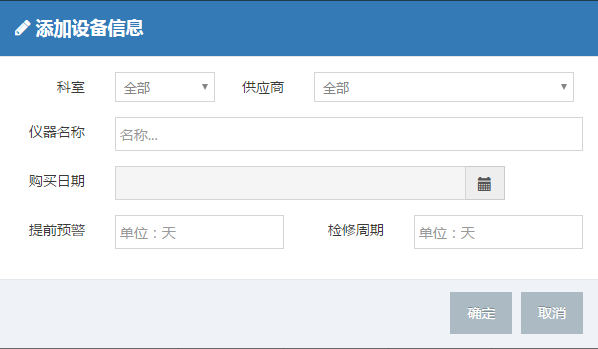 添加设备信息
科室 全部 供应商 全部
仪器名称 名称...
购买日期
提前预警 单位：天 检修周期 单位：天
确定 取消